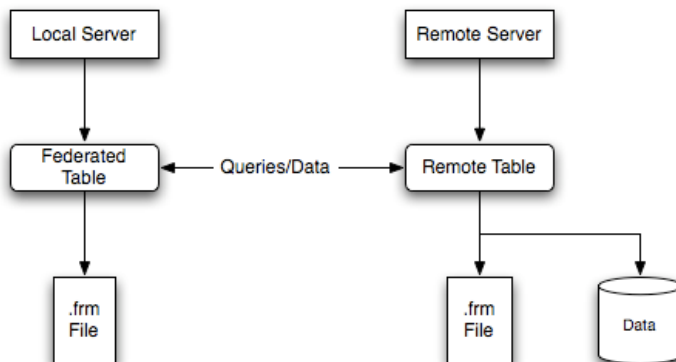 Local Server
Remote Server
Federated
Table
Queries/Data
Remote Table
.frm
File
.frm
File
Data